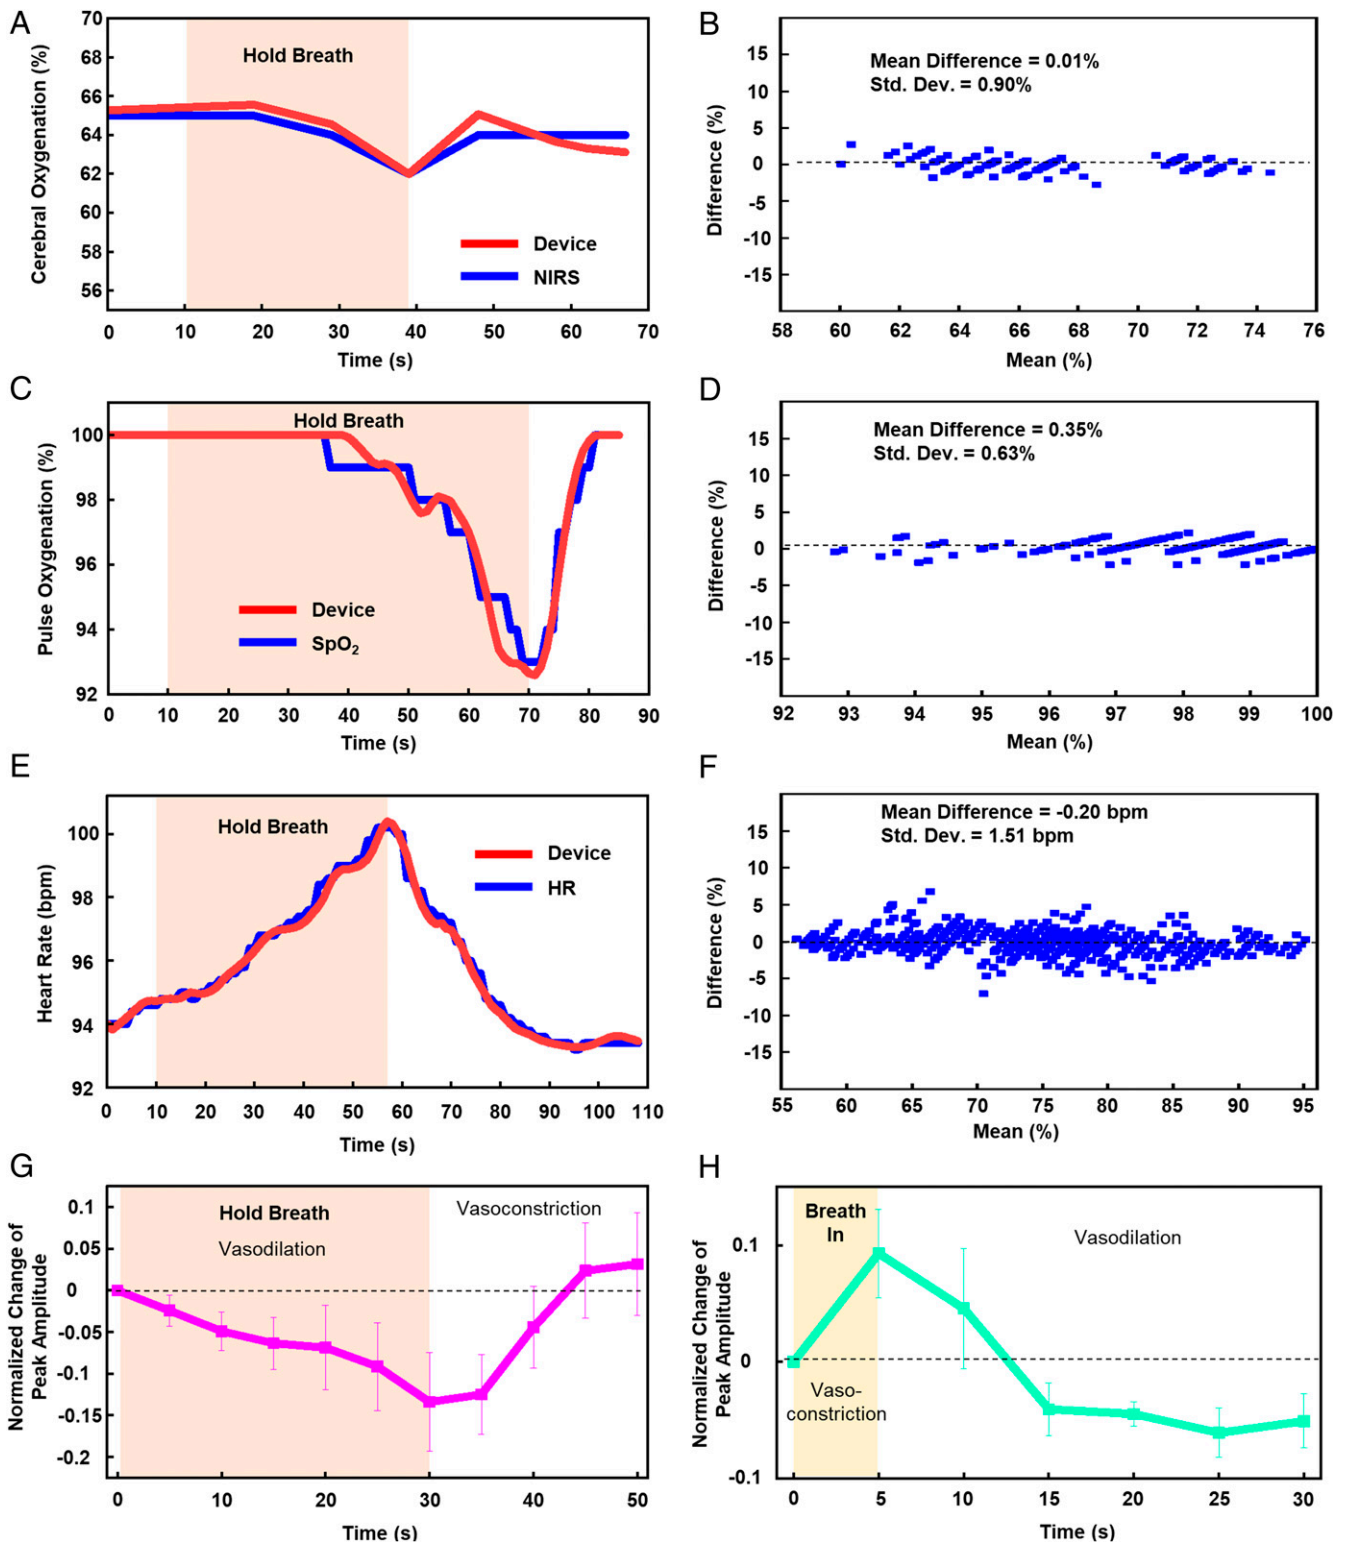 A
Cerebral Oxygenation (%)
70
68
66
64
62
60
58
56
Hold Breath
Device
NIRS
0 10 20 30 40 50 60 70
Time (s)
B
Difference (%)
15
10
5
0
-5
-10
-15
Mean Difference = 0.01%
Std. Dev. = 0.90%
58 60 62 64 66 68 70 72 74 76
Mean (%)
C
Pulse Oxygenation (%)
100
98
96
94
92
Hold Breath
Device
SpO₂
0 10 20 30 40 50 60 70 80 90
Time (s)
D
Difference (%)
15
10
5
0
-5
-10
-15
Mean Difference = 0.35%
Std. Dev. = 0.63%
92 93 94 95 96 97 98 99 100
Mean (%)
E
Heart Rate (bpm)
100
98
96
94
92
Hold Breath
Device
HR
0 10 20 30 40 50 60 70 80 90 100 110
Time (s)
F
Difference (%)
15
10
5
0
-5
-10
-15
Mean Difference = -0.20 bpm
Std. Dev. = 1.51 bpm
55 60 65 70 75 80 85 90 95
Mean (%)
G
Normalized Change of
Peak Amplitude
0.1
0.05
0
-0.05
-0.1
-0.15
-0.2
Hold Breath
Vasodilation
Vasoconstriction
0 10 20 30 40 50
Time (s)
H
Normalized Change of
Peak Amplitude
0.1
0
-0.1
Breath
In
Vaso-
constriction
Vasodilation
0 5 10 15 20 25 30
Time (s)